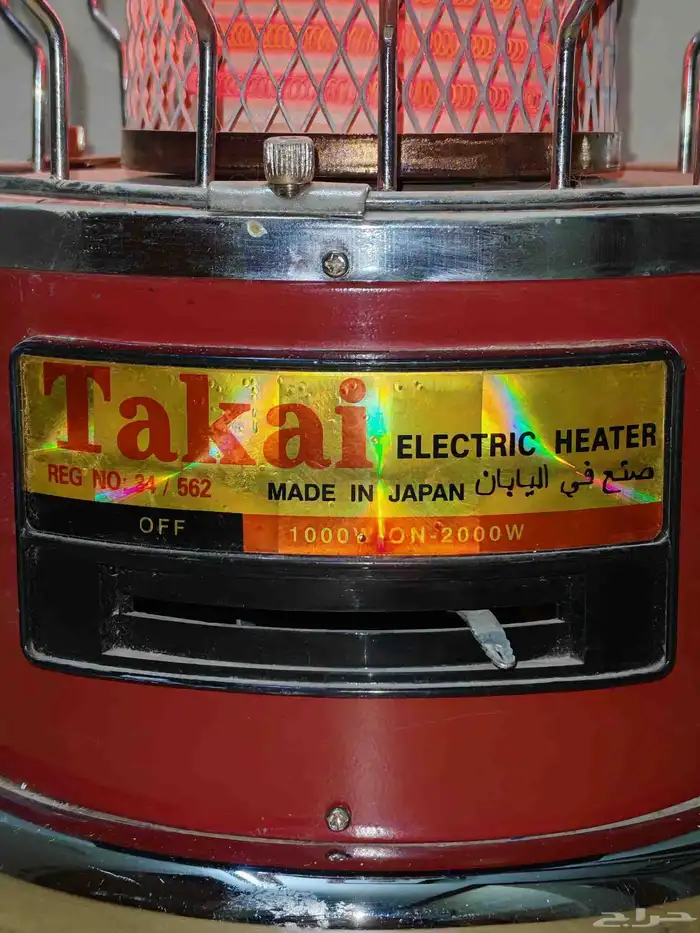 Takai
ELECTRIC HEATER
REG NO: 34 / 562
MADE IN JAPAN صنع في اليابان
OFF
1000W ON-2000W
حراج